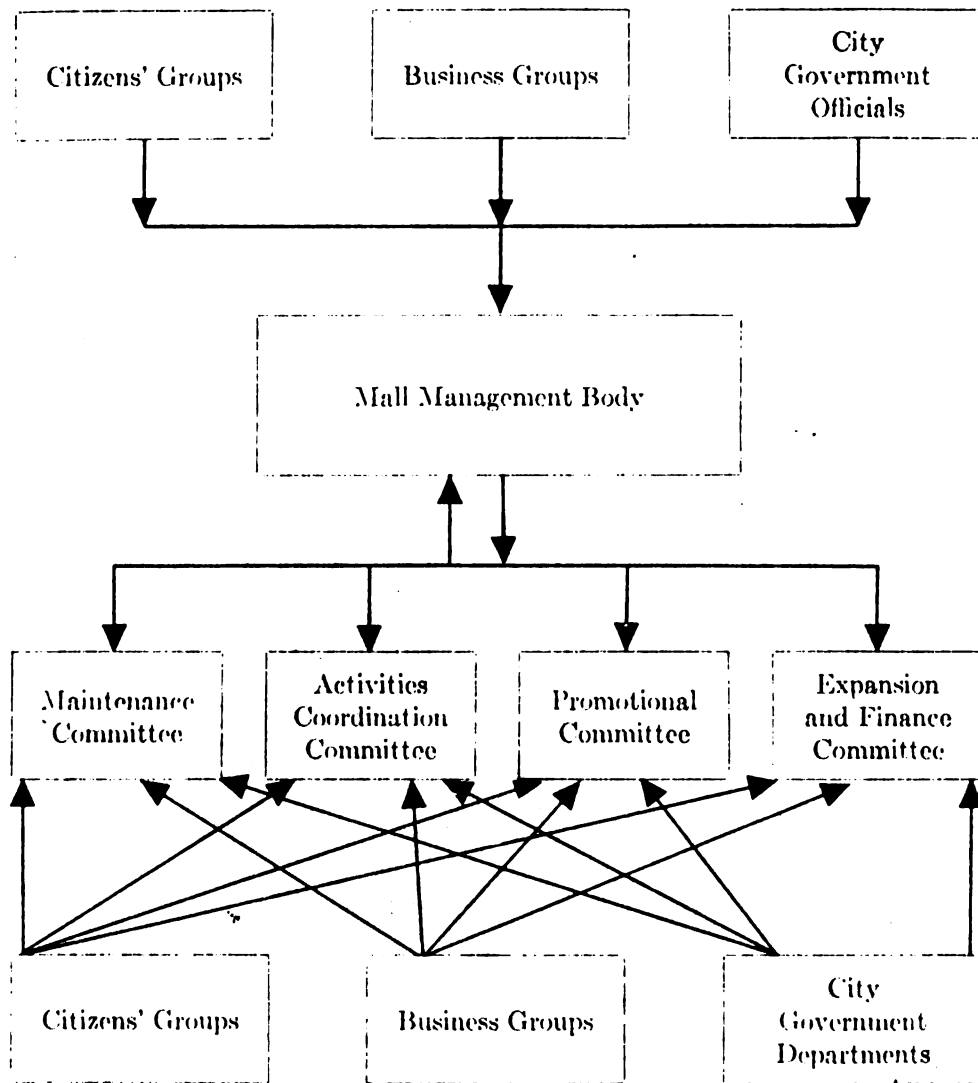 Citizens' Groups
Business Groups
City
Government
Officials
Mall Management Body
Maintenance
Committee
Activities
Coordination
Committee
Promotional
Committee
Expansion
and Finance
Committee
Citizens' Groups
Business Groups
City
Government
Departments